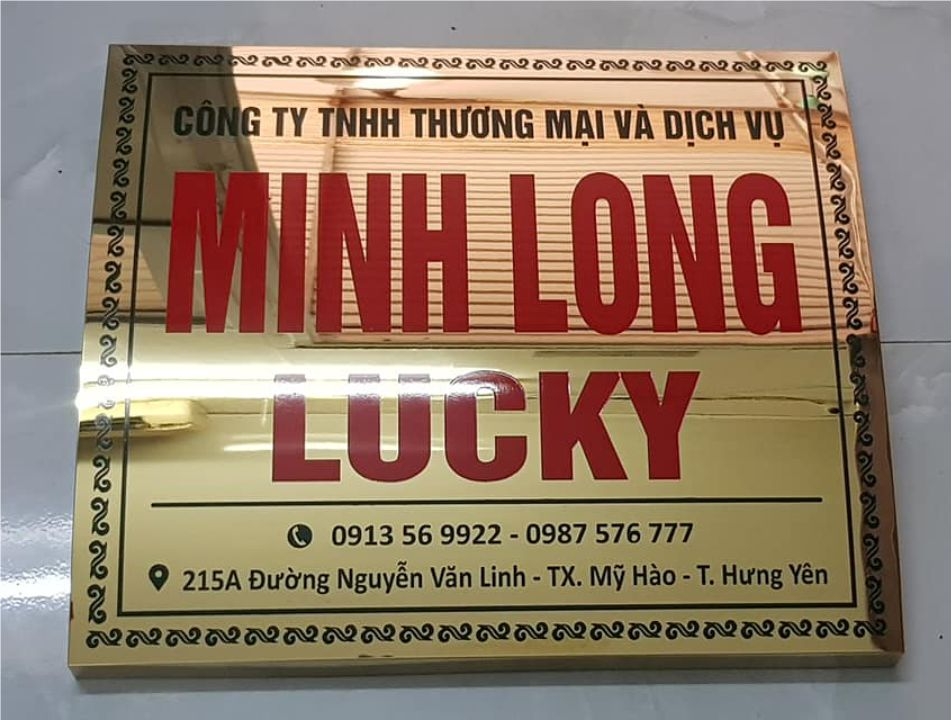 CÔNG TY TNHH THƯƠNG MẠI VÀ DỊCH VỤ
MINH LONG
LUCKY
0913 56 9922 - 0987 576 777
215A Đường Nguyễn Văn Linh - TX. Mỹ Hào - T. Hưng Yên